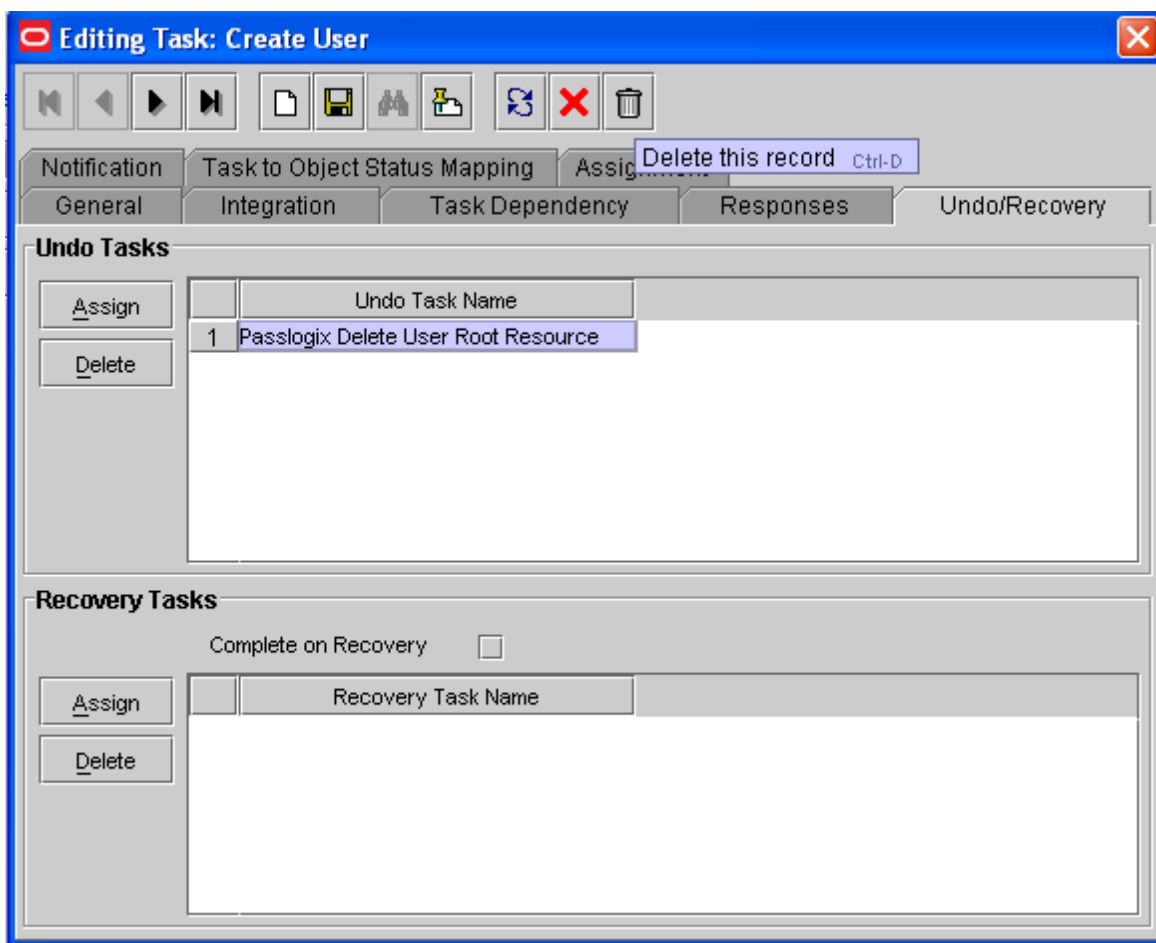 Editing Task: Create User
Delete this record Ctrl-D
Notification Task to Object Status Mapping
General Integration Task Dependency Responses Undo/Recovery
Undo Tasks
Assign
Delete
Undo Task Name
1 Passlogix Delete User Root Resource
Recovery Tasks
Complete on Recovery
Assign
Delete
Recovery Task Name